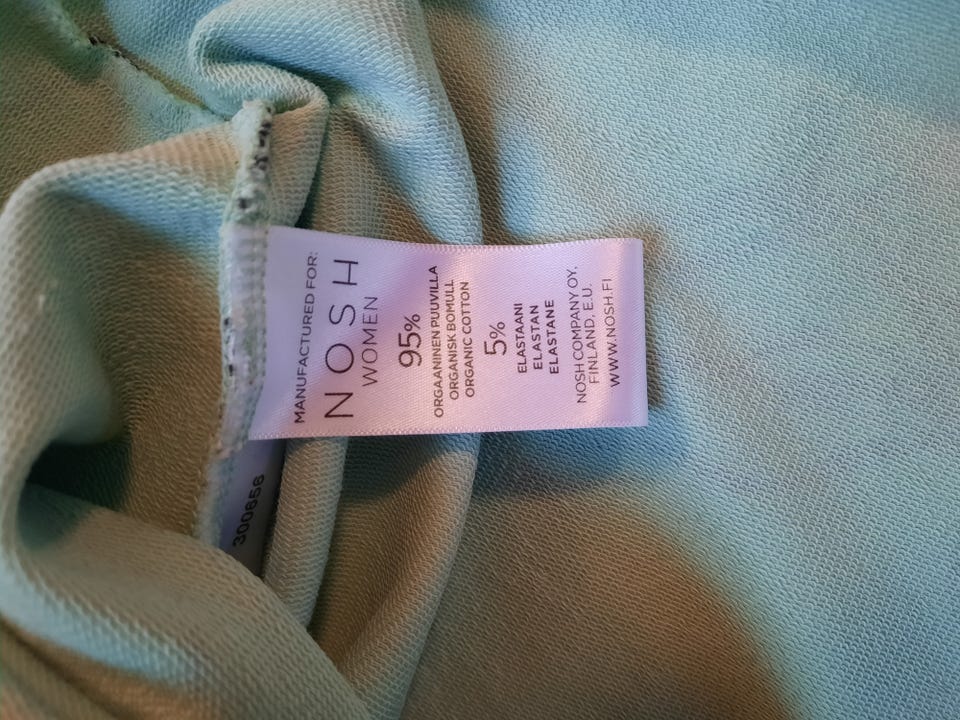 MANUFACTURED FOR:
NOSH
WOMEN
95%
ORGAANINEN PUUVILLA
ORGANISK BOMULL
ORGANIC COTTON
5%
ELASTAANI
ELASTAN
ELASTANE
NOSH COMPANY OY.
FINLAND, E.U.
WWW.NOSH.FI
300656